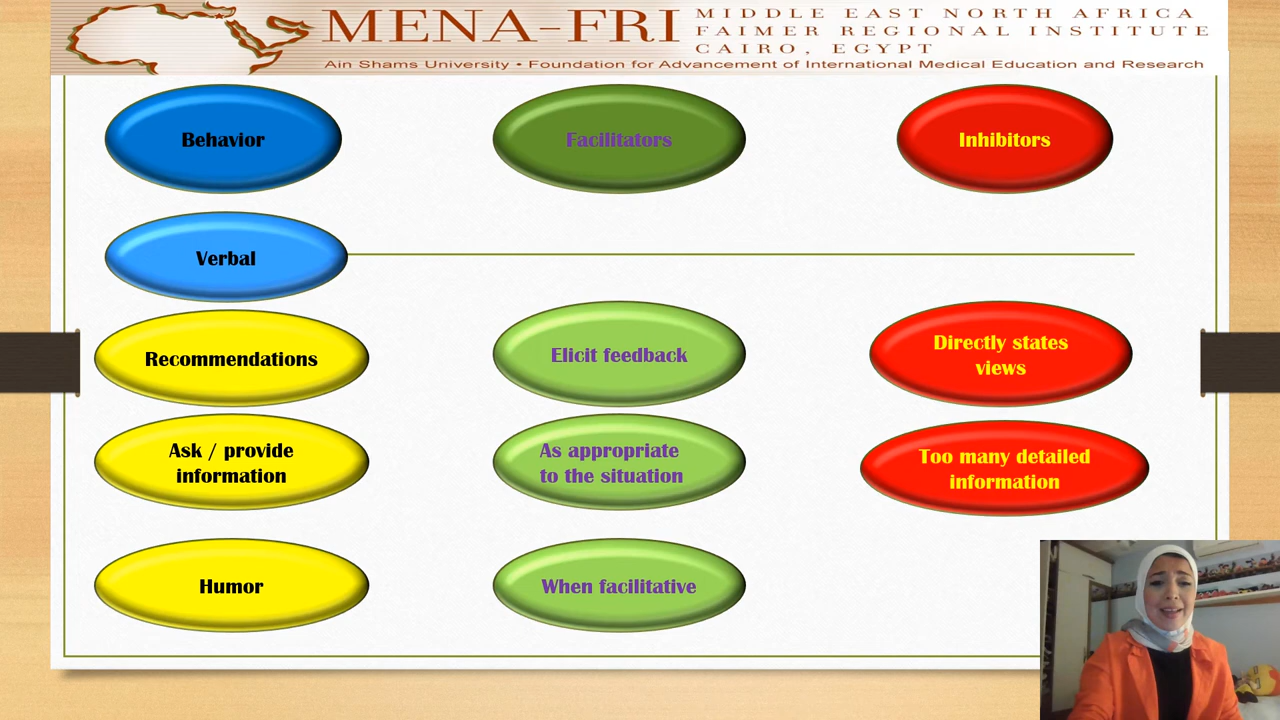 MENA-FRI
MIDDLE EAST NORTH AFRICA
FAIMER REGIONAL INSTITUTE
CAIRO, EGYPT
Ain Shams University • Foundation for Advancement of International Medical Education and Research
Behavior
Facilitators
Inhibitors
Verbal
Recommendations
Elicit feedback
Directly states
views
Ask / provide
information
As appropriate
to the situation
Too many detailed
information
Humor
When facilitative